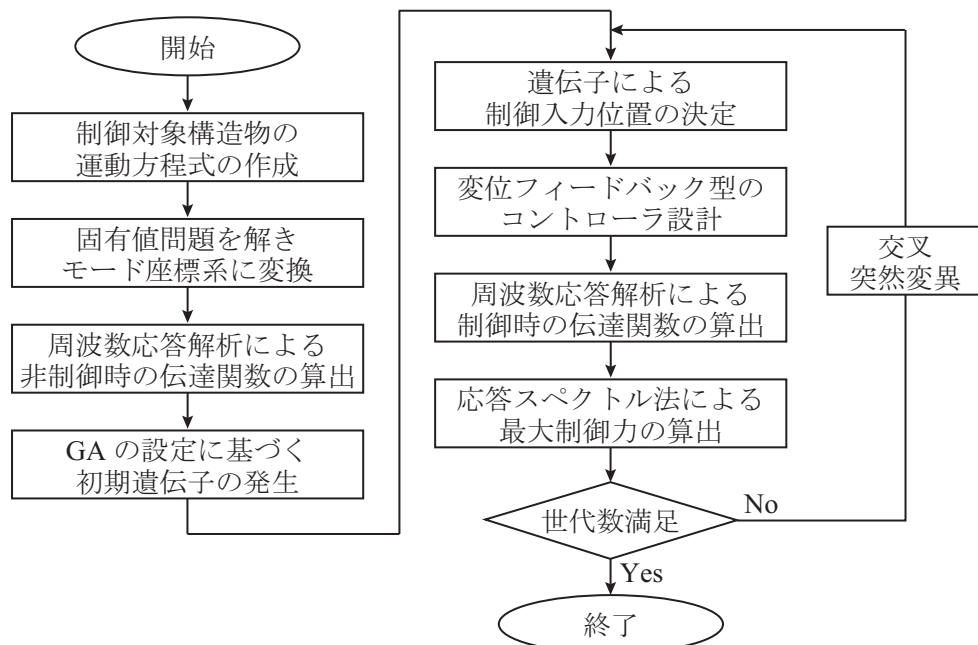 開始
制御対象構造物の
運動方程式の作成
固有値問題を解き
モード座標系に変換
周波数応答解析による
非制御時の伝達関数の算出
GA の設定に基づく
初期遺伝子の発生
遺伝子による
制御入力位置の決定
変位フィードバック型の
コントローラ設計
周波数応答解析による
制御時の伝達関数の算出
応答スペクトル法による
最大制御力の算出
世代数満足
No
Yes
交叉
突然変異
終了